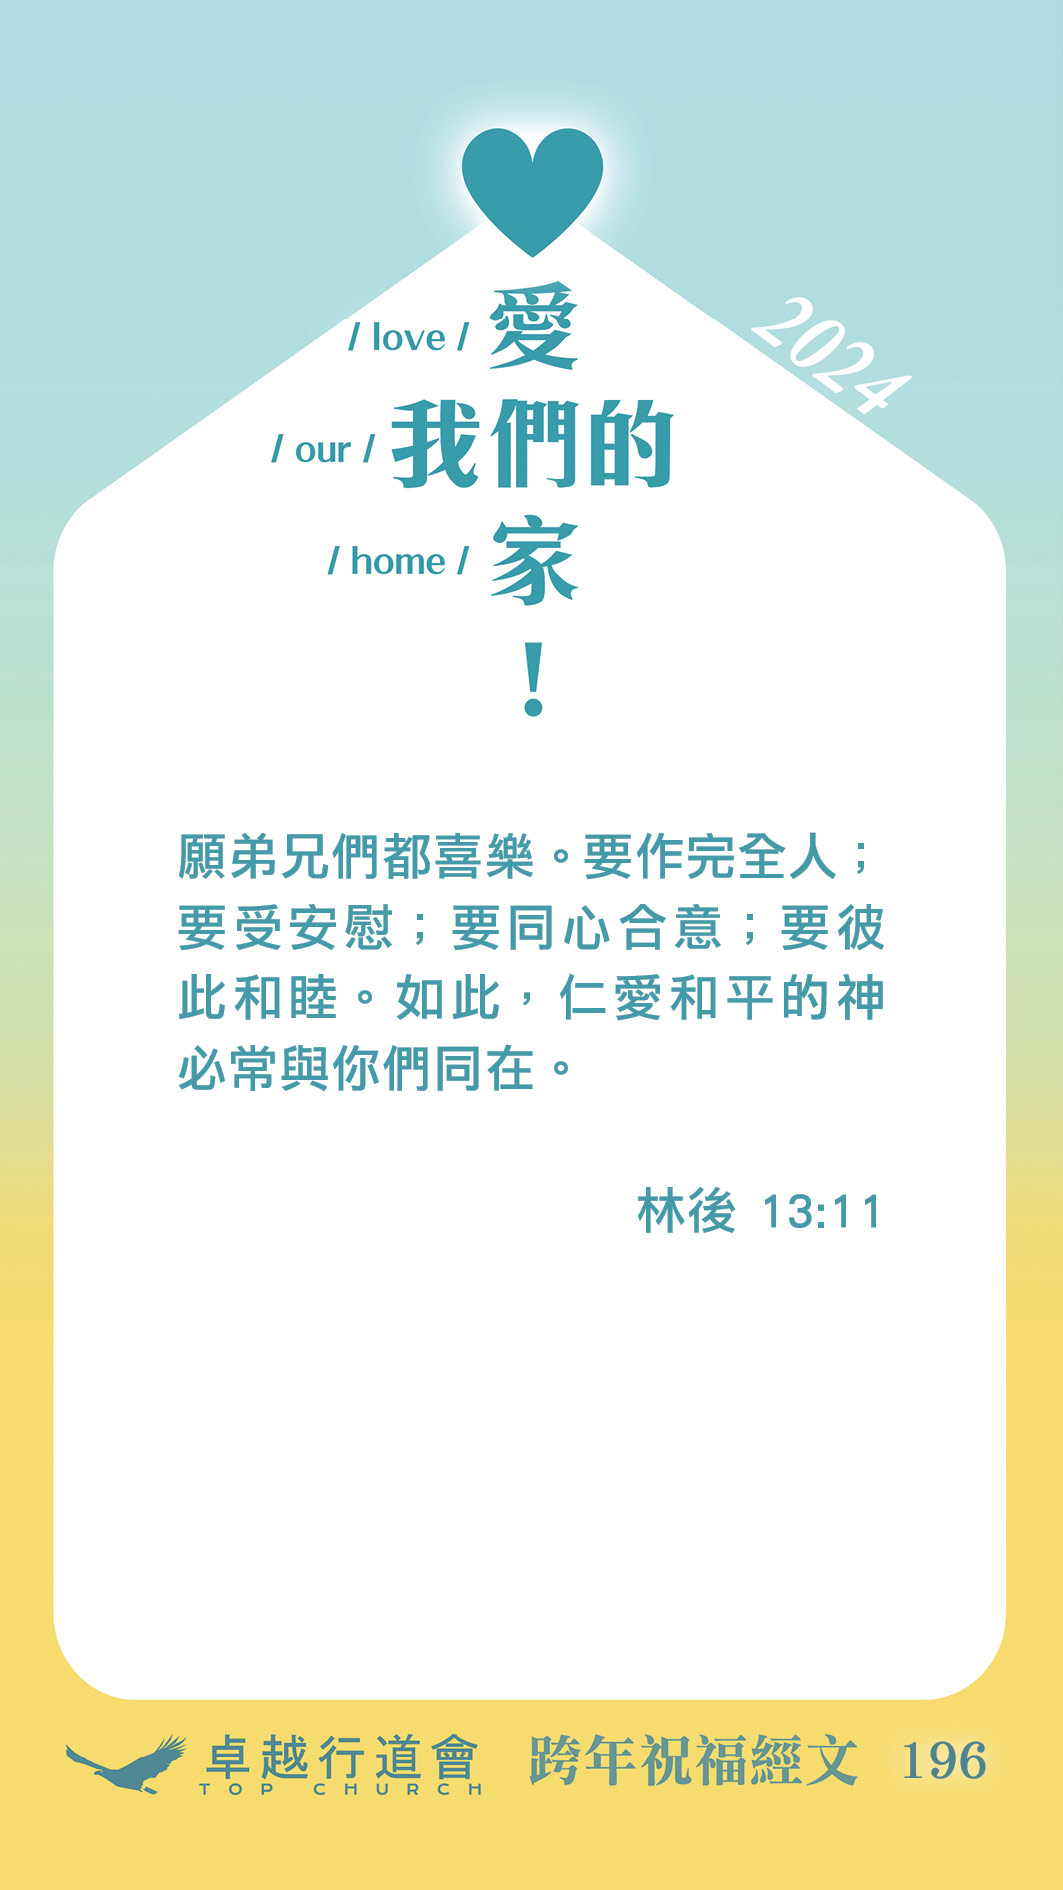 / love / 愛
2024
/ our / 我們的
/ home / 家
!
願弟兄們都喜樂。要作完全人；
要受安慰；要同心合意；要彼
此和睦。如此，仁愛和平的神
必常與你們同在。
林後 13:11
卓越行道會
TOP CHURCH
跨年祝福經文 196